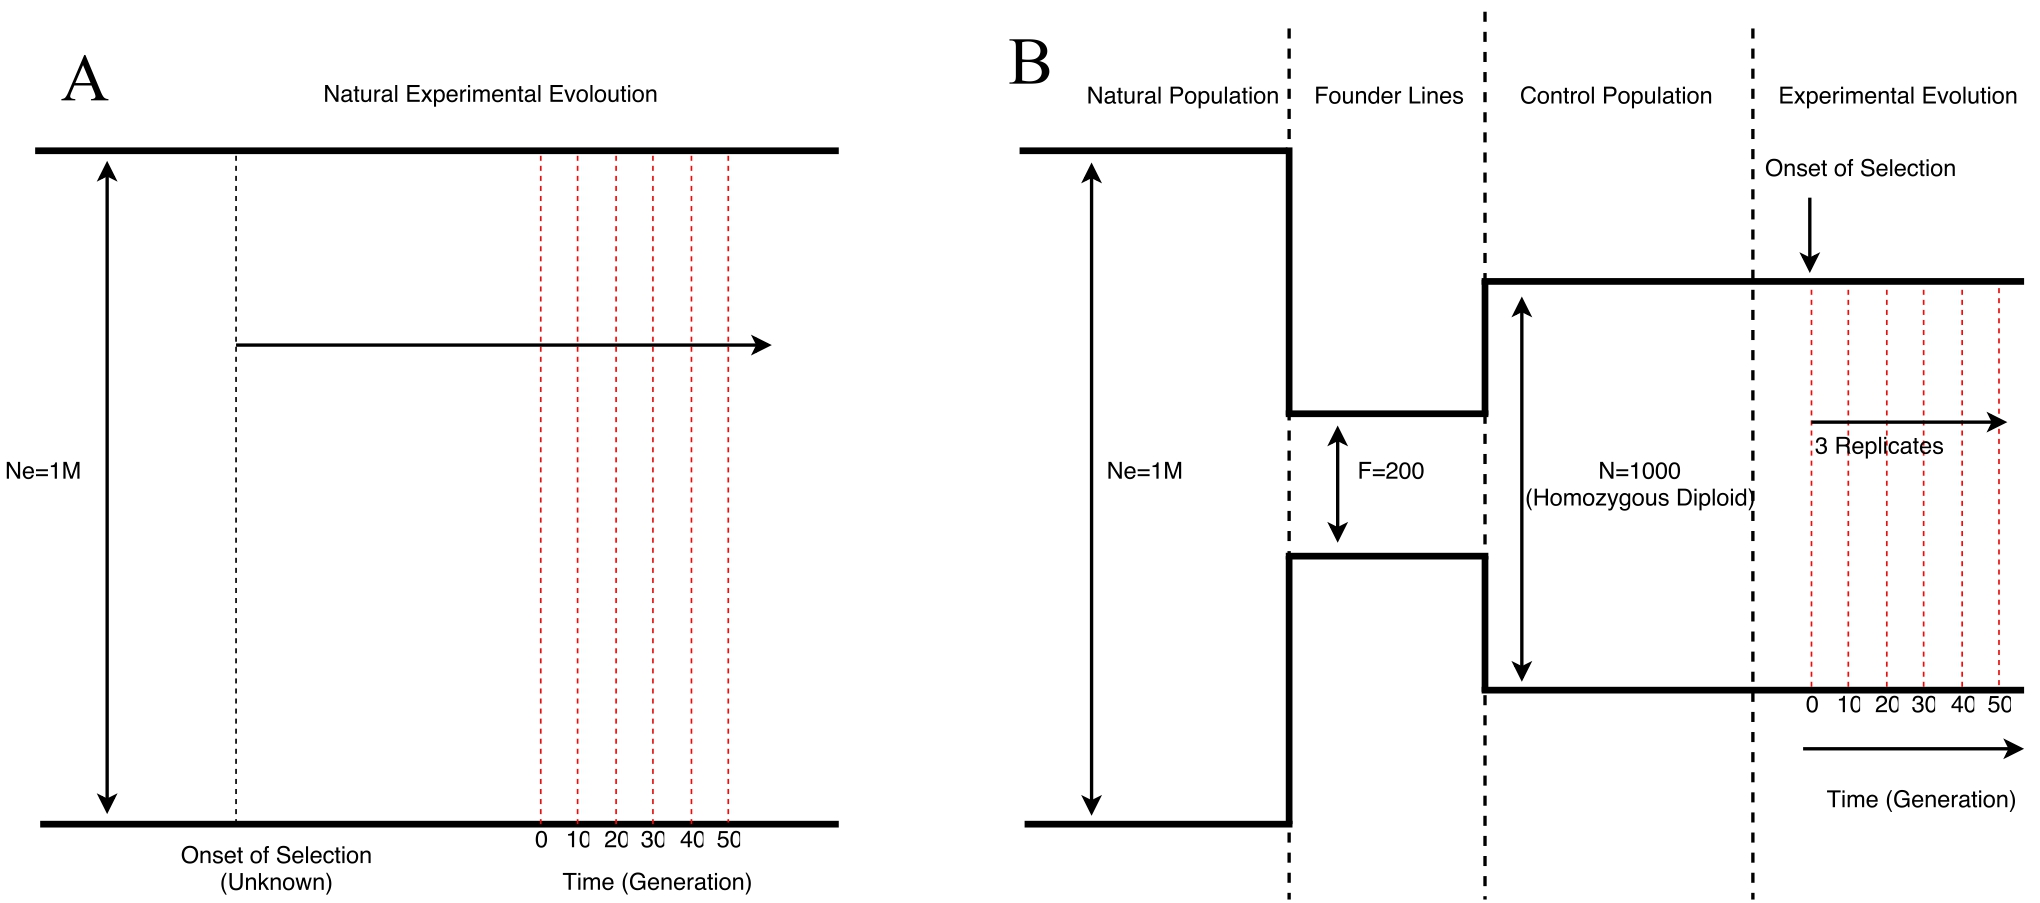 A
Natural Experimental Evoloution
Ne=1M
0 10 20 30 40 50
Onset of Selection
(Unknown)
Time (Generation)
B
Natural Population
Founder Lines
Control Population
Experimental Evolution
Onset of Selection
3 Replicates
Ne=1M
F=200
N=1000
(Homozygous Diploid)
0 10 20 30 40 50
Time (Generation)